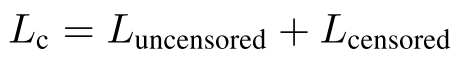 L_c = L_uncensored + L_censored